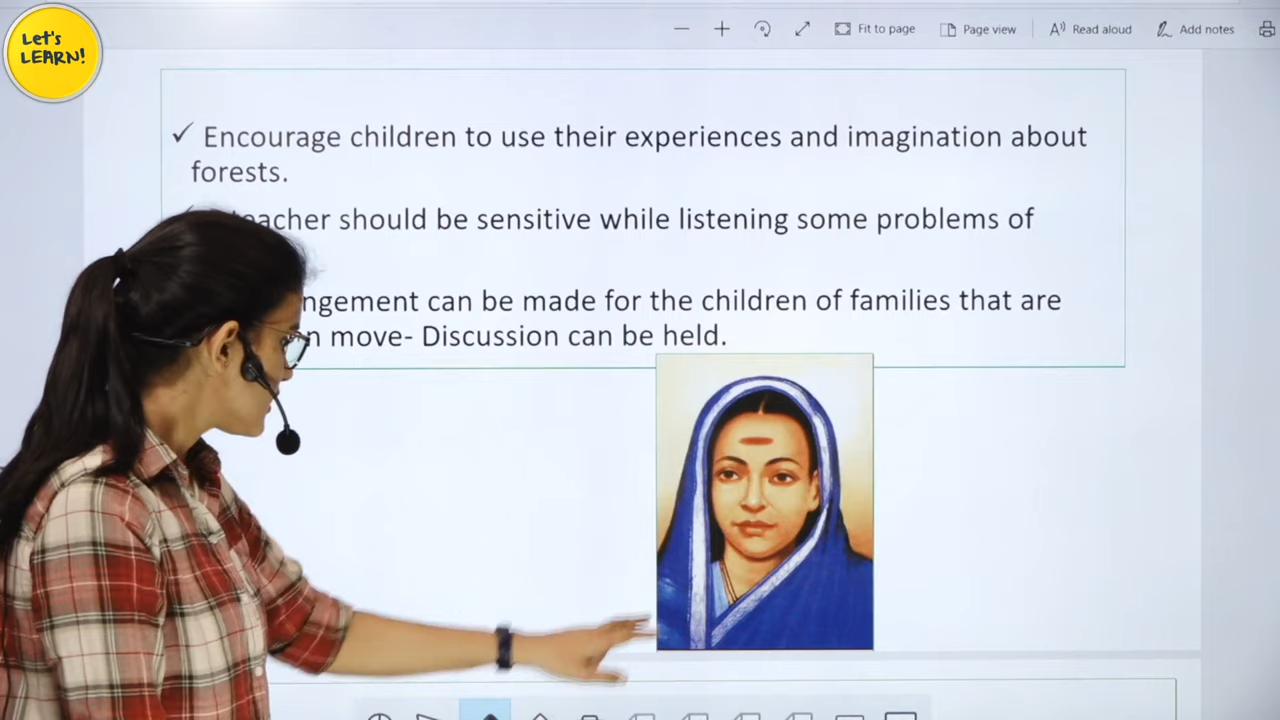 Let's
LEARN!
Fit to page
Page view
Read aloud
Add notes
✓ Encourage children to use their experiences and imagination about
forests.
should be sensitive while listening some problems of
can be made for the children of families that are
move- Discussion can be held.